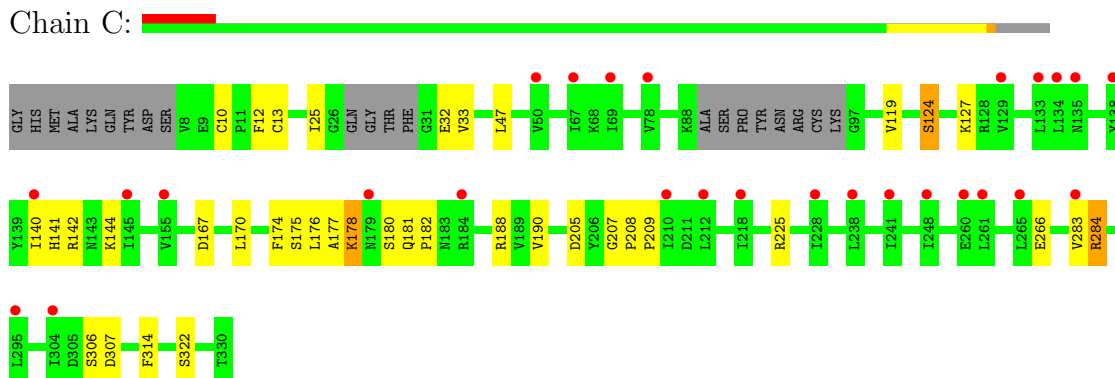 Chain C:
GLY HIS MET ALA LYS GLN TYR ASP SER V8 E9 C10 P11 F12 C13 I25 G26 GLN GLY THR PHE G31 E32 V33 L47 V50 I67 K68 I69 V78 K88 ALA SER PRO TYR ASN ARG CYS LYS G97 V119 S124 K127 R128 V129 L133 L134 N135 Y138
Y139 I140 H141 R142 N143 K144 I145 V155 D167 L170 F174 S175 L176 A177 K178 N179 S180 Q181 P182 N183 R184 R188 V189 V190 D205 Y206 G207 P208 P209 I210 D211 L212 I218 R225 I228 L238 I241 I248 E260 L261 L265 E266 V283 R284
L295 I304 D305 S306 D307 F314 S322 T330